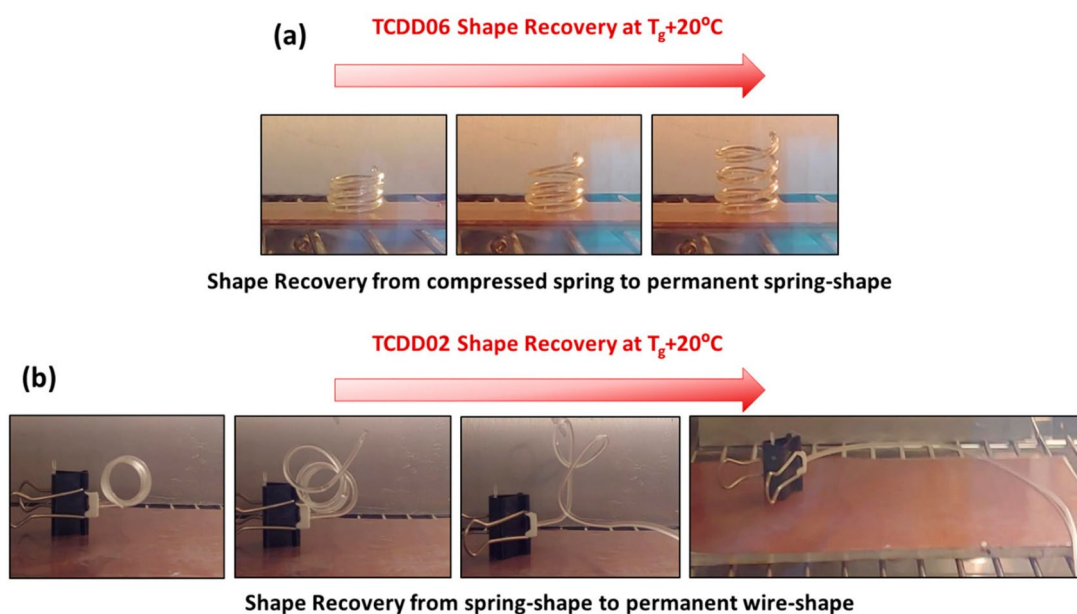 (a)
TCDD06 Shape Recovery at Tg+20°C
Shape Recovery from compressed spring to permanent spring-shape
TCDD02 Shape Recovery at Tg+20°C
(b)
Shape Recovery from spring-shape to permanent wire-shape